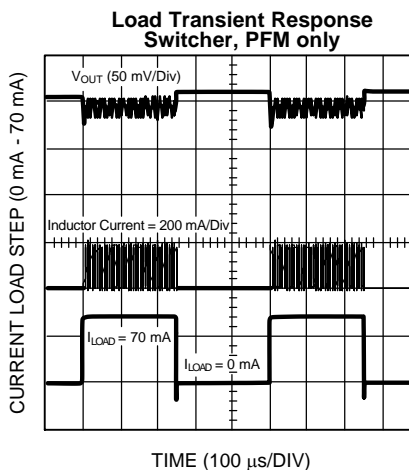 Load Transient Response
Switcher, PFM only
V_OUT (50 mV/Div)
Inductor Current = 200 mA/Div
I_LOAD = 70 mA
I_LOAD = 0 mA
CURRENT LOAD STEP (0 mA - 70 mA)
TIME (100 μs/DIV)